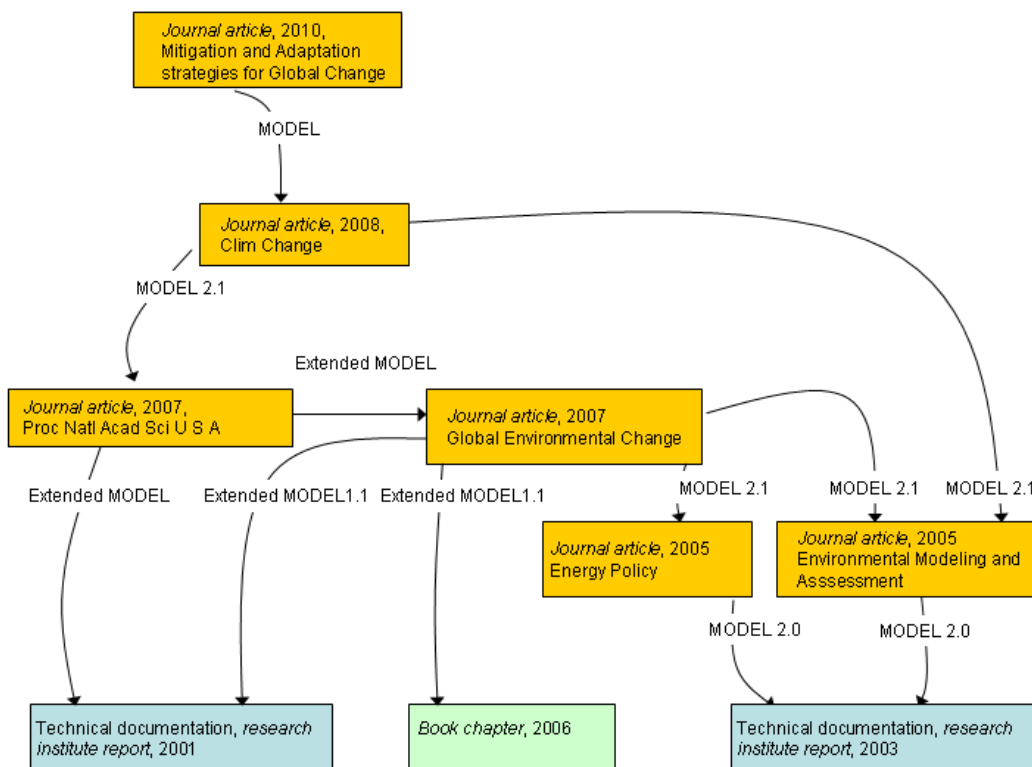 Journal article, 2010,
Mitigation and Adaptation
strategies for Global Change
MODEL
Journal article, 2008,
Clim Change
MODEL 2.1
Extended MODEL
Journal article, 2007,
Proc Natl Acad Sci U S A
Journal article, 2007
Global Environmental Change
Extended MODEL
Extended MODEL1.1
Extended MODEL1.1
MODEL 2.1
MODEL 2.1
MODEL 2.1
Journal article, 2005
Energy Policy
Journal article, 2005
Environmental Modeling and
Asssessment
MODEL 2.0
MODEL 2.0
Technical documentation, research
institute report, 2001
Book chapter, 2006
Technical documentation, research
institute report, 2003